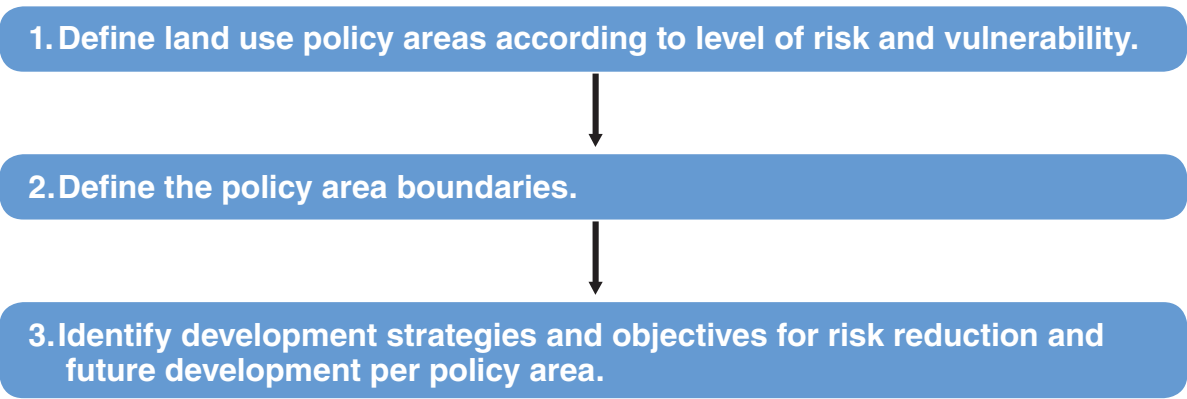 1. Define land use policy areas according to level of risk and vulnerability.
2. Define the policy area boundaries.
3. Identify development strategies and objectives for risk reduction and
future development per policy area.